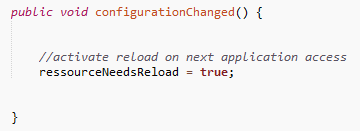 public void configurationChanged() {
//activate reload on next application access
ressourceNeedsReload = true;
}